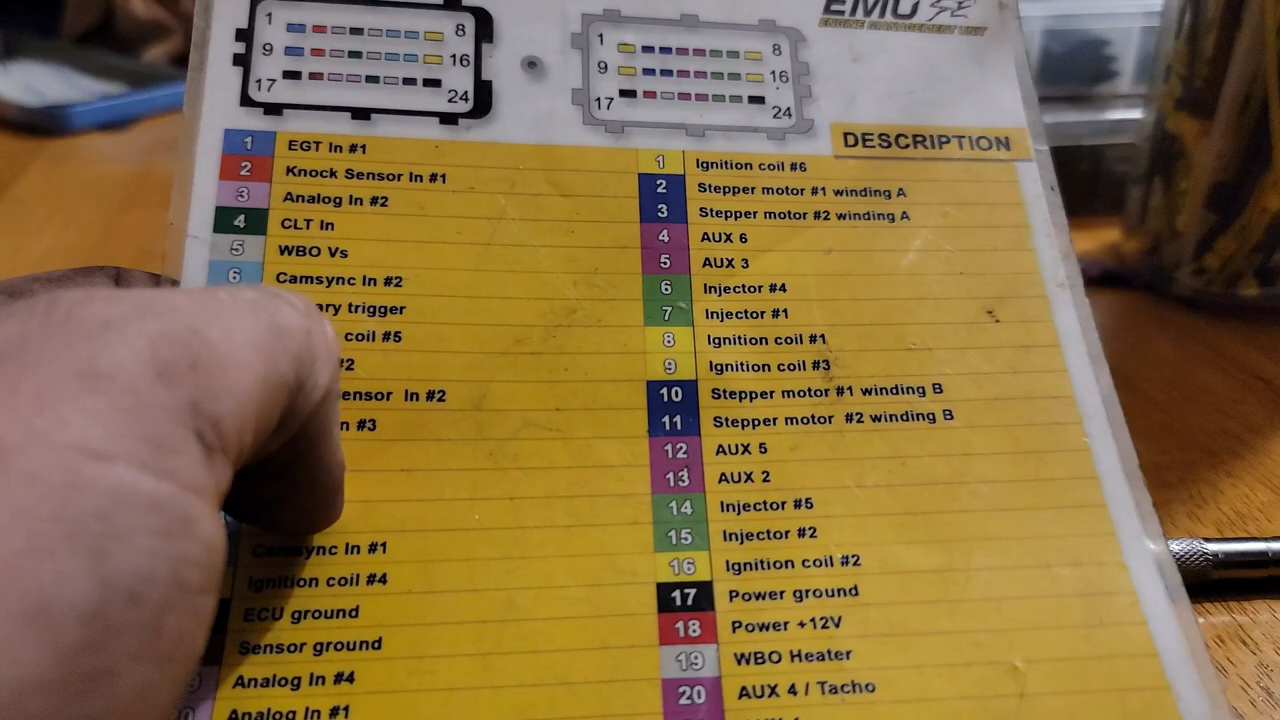 EMU SE
ENGINE MANAGEMENT UNIT
1 8
9 16
17 24
1 8
9 16
17 24
DESCRIPTION
1 EGT In #1
2 Knock Sensor In #1
3 Analog In #2
4 CLT In
5 WBO Vs
6 Camsync In #2
ary trigger
coil #5
#2
ensor In #2
n #3
Camsync In #1
Ignition coil #4
ECU ground
Sensor ground
Analog In #4
Analog In #1
1 Ignition coil #6
2 Stepper motor #1 winding A
3 Stepper motor #2 winding A
4 AUX 6
5 AUX 3
6 Injector #4
7 Injector #1
8 Ignition coil #1
9 Ignition coil #3
10 Stepper motor #1 winding B
11 Stepper motor #2 winding B
12 AUX 5
13 AUX 2
14 Injector #5
15 Injector #2
16 Ignition coil #2
17 Power ground
18 Power +12V
19 WBO Heater
20 AUX 4 / Tacho